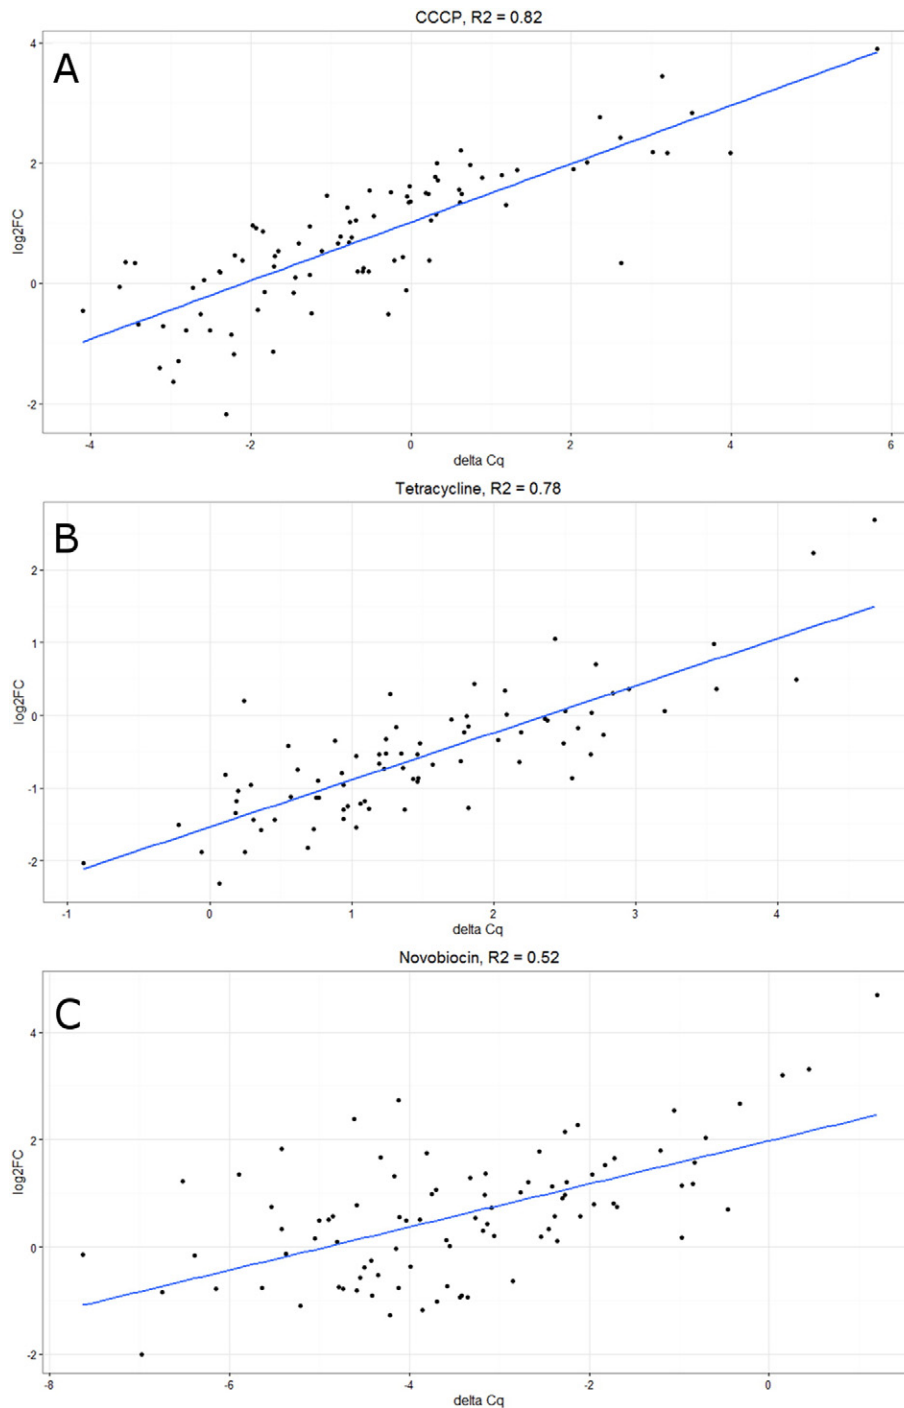 CCCP, R2 = 0.82
A
4
2
0
-2
log2FC
-4 -2 0 2 4 6
delta Cq
Tetracycline, R2 = 0.78
B
2
1
0
-1
-2
log2FC
-1 0 1 2 3 4
delta Cq
Novobiocin, R2 = 0.52
C
4
2
0
-2
log2FC
-8 -6 -4 -2 0
delta Cq